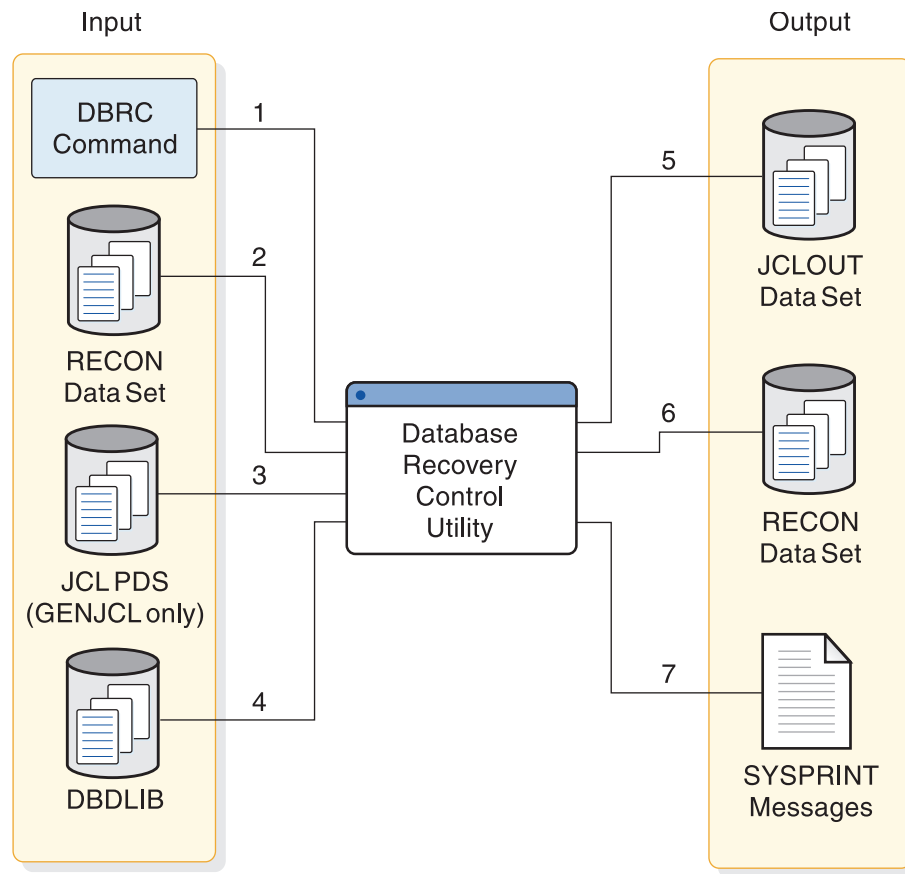 Input
Output
DBRC
Command
1
2
RECON
Data Set
3
JCL PDS
(GENJCL only)
4
DBDLIB
Database
Recovery
Control
Utility
5
JCLOUT
Data Set
6
RECON
Data Set
7
SYSPRINT
Messages